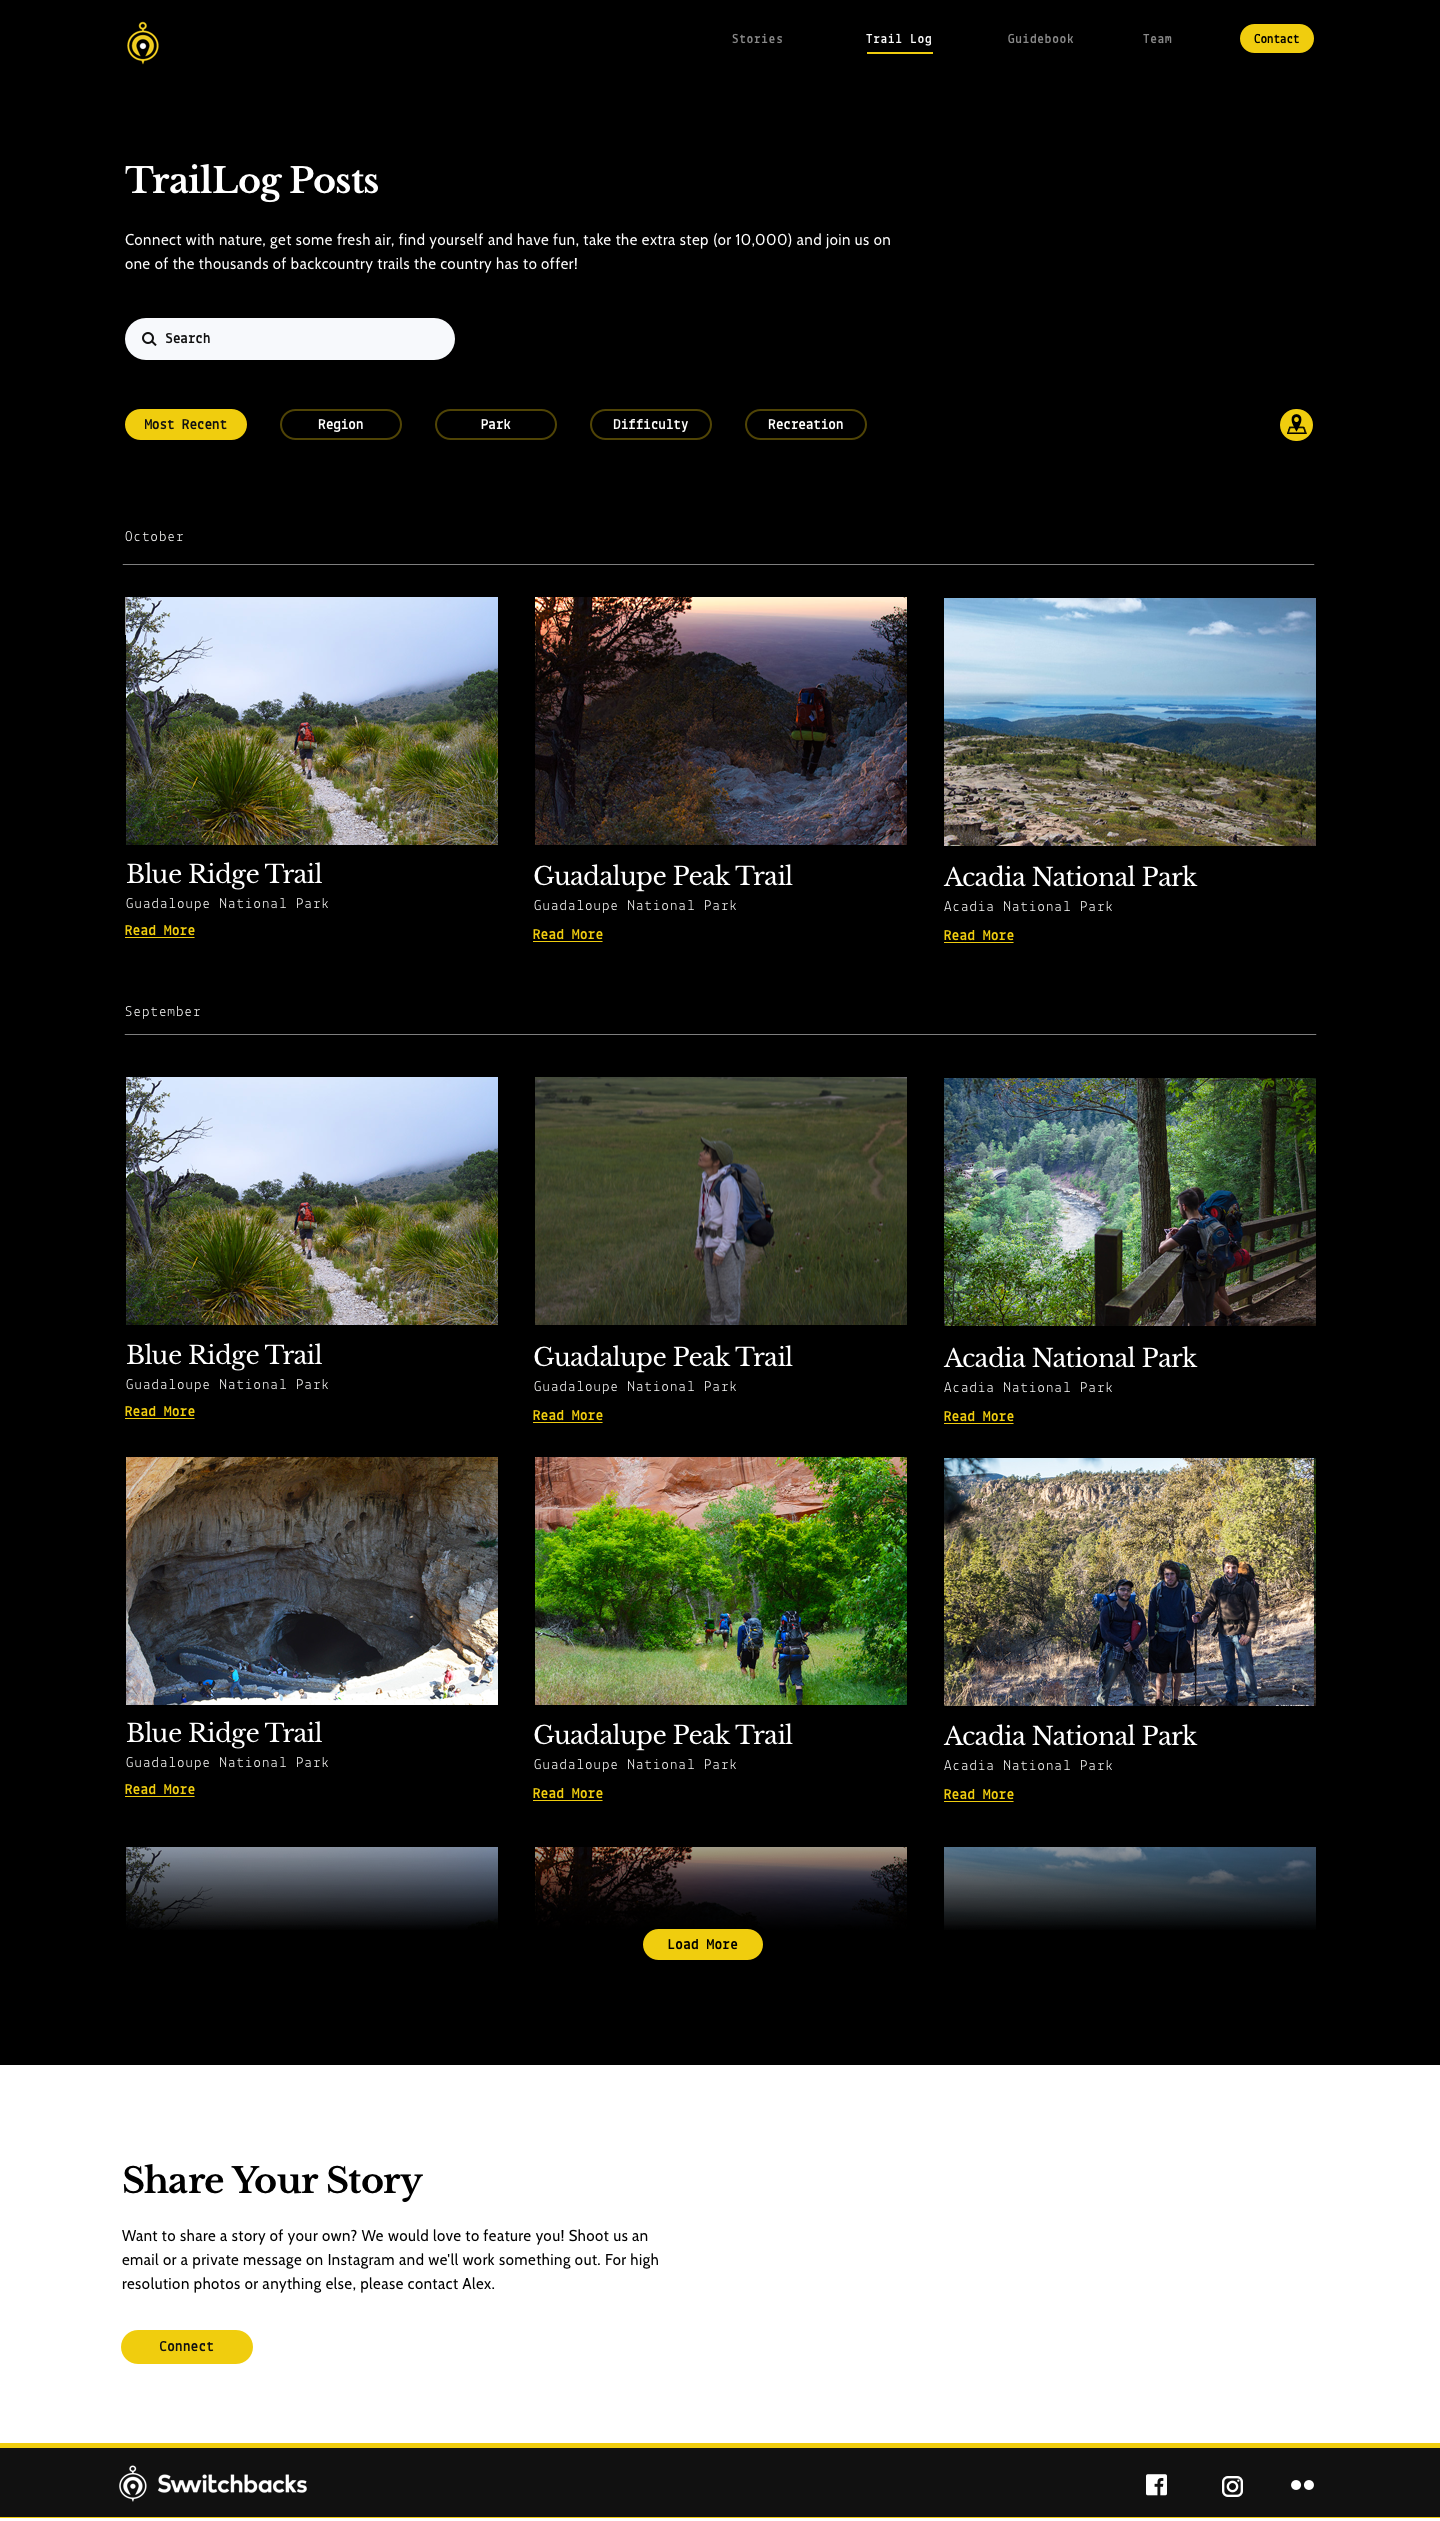 Stories
Trail Log
Guidebook
Team
Contact
TrailLog Posts
Connect with nature, get some fresh air, find yourself and have fun, take the extra step (or 10,000) and join us on
one of the thousands of backcountry trails the country has to offer!
Search
Most Recent
Region
Park
Difficulty
Recreation
October
Blue Ridge Trail
Guadaloupe National Park
Read More
Guadalupe Peak Trail
Guadaloupe National Park
Read More
Acadia National Park
Acadia National Park
Read More
September
Blue Ridge Trail
Guadaloupe National Park
Read More
Guadalupe Peak Trail
Guadaloupe National Park
Read More
Acadia National Park
Acadia National Park
Read More
Blue Ridge Trail
Guadaloupe National Park
Read More
Guadalupe Peak Trail
Guadaloupe National Park
Read More
Acadia National Park
Acadia National Park
Read More
Load More
Share Your Story
Want to share a story of your own? We would love to feature you! Shoot us an
email or a private message on Instagram and we'll work something out. For high
resolution photos or anything else, please contact Alex.
Connect
Switchbacks